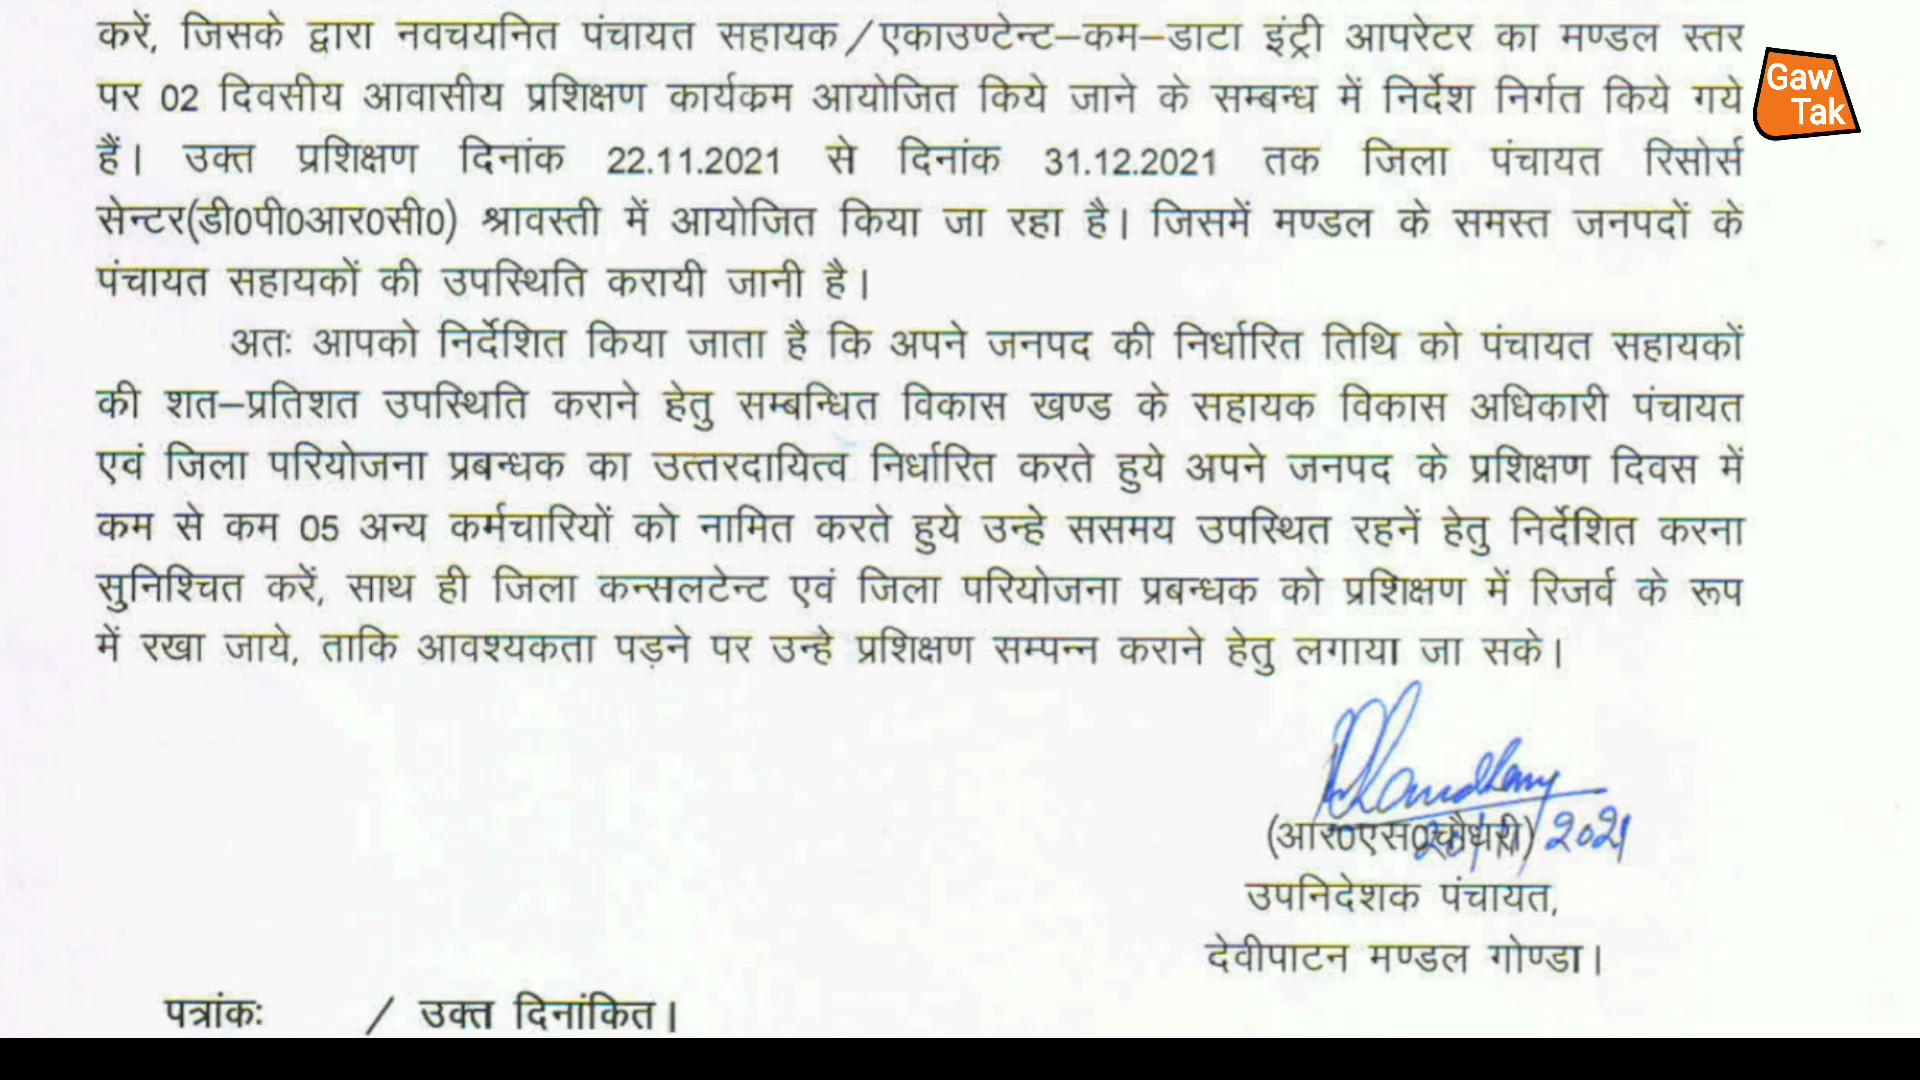 करें, जिसके द्वारा नवचयनित पंचायत सहायक/एकाउण्टेन्ट–कम–डाटा इंट्री आपरेटर का मण्डल स्तर
पर 02 दिवसीय आवासीय प्रशिक्षण कार्यक्रम आयोजित किये जाने के सम्बन्ध में निर्देश निर्गत किये गये
हैं। उक्त प्रशिक्षण दिनांक 22.11.2021 से दिनांक 31.12.2021 तक जिला पंचायत रिसोर्स
सेन्टर(डी0पी0आर0सी0) श्रावस्ती में आयोजित किया जा रहा है। जिसमें मण्डल के समस्त जनपदों के
पंचायत सहायकों की उपस्थिति करायी जानी है।
अतः आपको निर्देशित किया जाता है कि अपने जनपद की निर्धारित तिथि को पंचायत सहायकों
की शत–प्रतिशत उपस्थिति कराने हेतु सम्बन्धित विकास खण्ड के सहायक विकास अधिकारी पंचायत
एवं जिला परियोजना प्रबन्धक का उत्तरदायित्व निर्धारित करते हुये अपने जनपद के प्रशिक्षण दिवस में
कम से कम 05 अन्य कर्मचारियों को नामित करते हुये उन्हे ससमय उपस्थित रहनें हेतु निर्देशित करना
सुनिश्चित करें, साथ ही जिला कन्सलटेन्ट एवं जिला परियोजना प्रबन्धक को प्रशिक्षण में रिजर्व के रूप
में रखा जाये, ताकि आवश्यकता पड़ने पर उन्हे प्रशिक्षण सम्पन्न कराने हेतु लगाया जा सके।
(आर0एस0चौधरी) 2021
उपनिदेशक पंचायत,
देवीपाटन मण्डल गोण्डा।
पत्रांकः / उक्त दिनांकित।
Gaw
Tak